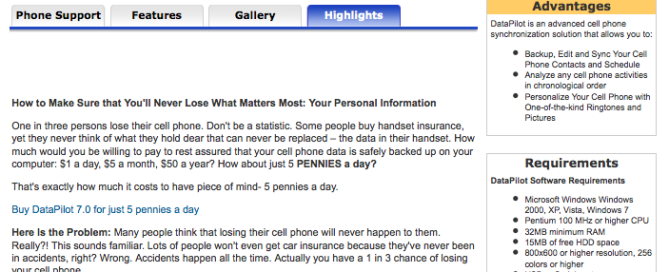 Phone Support
Features
Gallery
Highlights
How to Make Sure that You'll Never Lose What Matters Most: Your Personal Information
One in three persons lose their cell phone. Don't be a statistic. Some people buy handset insurance,
yet they never think of what they hold dear that can never be replaced – the data in their handset. How
much would you be willing to pay to rest assured that your cell phone data is safely backed up on your
computer: $1 a day, $5 a month, $50 a year? How about just 5 PENNIES a day?
That's exactly how much it costs to have piece of mind- 5 pennies a day.
Buy DataPilot 7.0 for just 5 pennies a day
Here Is the Problem: Many people think that losing their cell phone will never happen to them.
Really?! This sounds familiar. Lots of people won't even get car insurance because they've never been
in accidents, right? Wrong. Accidents happen all the time. Actually you have a 1 in 3 chance of losing
your cell phone
Advantages
DataPilot is an advanced cell phone
synchronization solution that allows you to:
• Backup, Edit and Sync Your Cell
Phone Contacts and Schedule
• Analyze any cell phone activities
in chronological order
• Personalize Your Cell Phone with
One-of-the-kind Ringtones and
Pictures
Requirements
DataPilot Software Requirements
• Microsoft Windows Windows
2000, XP, Vista, Windows 7
• Pentium 100 MHz or higher CPU
• 32MB minimum RAM
• 15MB of free HDD space
• 800x600 or higher resolution, 256
colors or higher